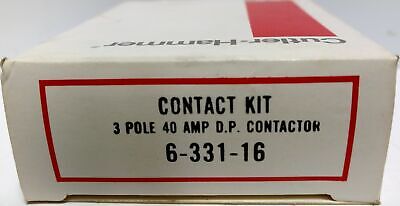 Cutler-Hammer®
CONTACT KIT
3 POLE 40 AMP D.P. CONTACTOR
6-331-16